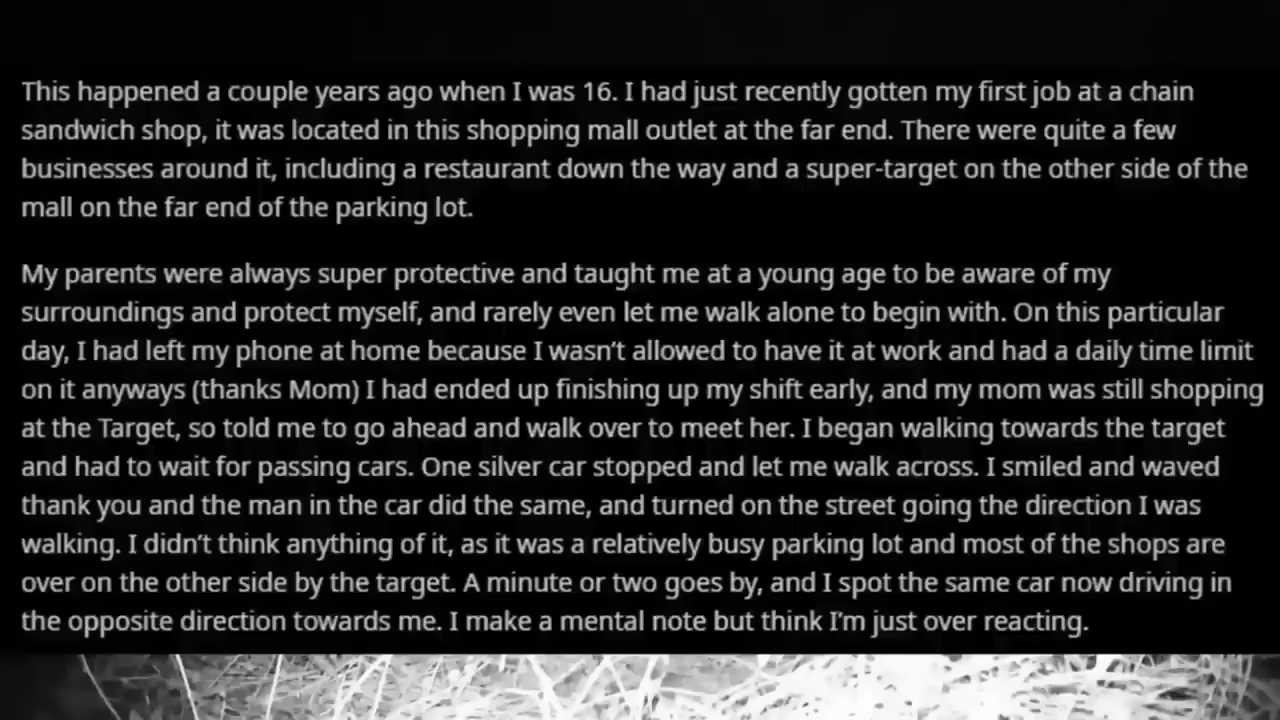 This happened a couple years ago when I was 16. I had just recently gotten my first job at a chain
sandwich shop, it was located in this shopping mall outlet at the far end. There were quite a few
businesses around it, including a restaurant down the way and a super-target on the other side of the
mall on the far end of the parking lot.
My parents were always super protective and taught me at a young age to be aware of my
surroundings and protect myself, and rarely even let me walk alone to begin with. On this particular
day, I had left my phone at home because I wasn't allowed to have it at work and had a daily time limit
on it anyways (thanks Mom) I had ended up finishing up my shift early, and my mom was still shopping
at the Target, so told me to go ahead and walk over to meet her. I began walking towards the target
and had to wait for passing cars. One silver car stopped and let me walk across. I smiled and waved
thank you and the man in the car did the same, and turned on the street going the direction I was
walking. I didn't think anything of it, as it was a relatively busy parking lot and most of the shops are
over on the other side by the target. A minute or two goes by, and I spot the same car now driving in
the opposite direction towards me. I make a mental note but think I'm just over reacting.